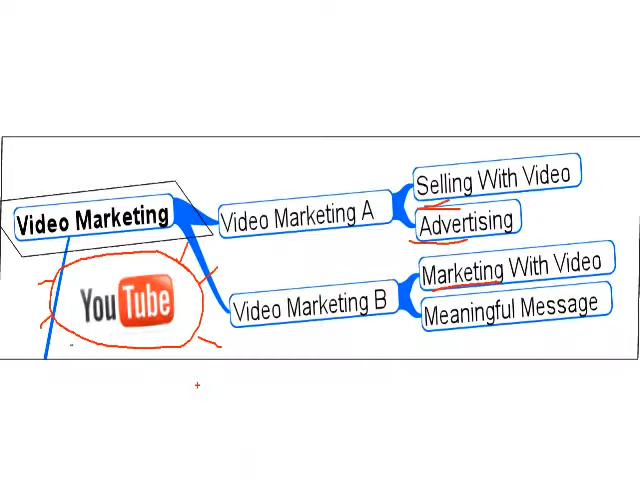 Video Marketing
Video Marketing A
Selling With Video
Advertising
Video Marketing B
Marketing With Video
Meaningful Message
YouTube